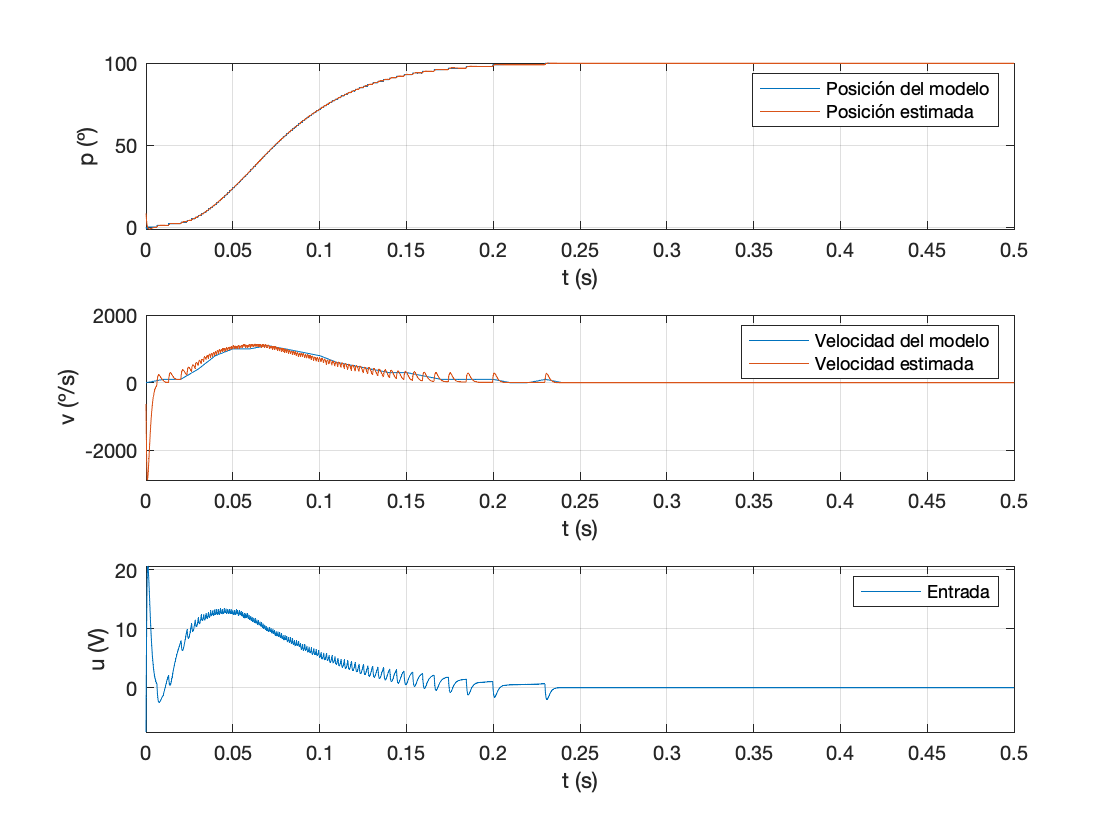 100
50
0
p (º)
Posición del modelo
Posición estimada
0 0.05 0.1 0.15 0.2 0.25 0.3 0.35 0.4 0.45 0.5
t (s)
2000
0
-2000
v (º/s)
Velocidad del modelo
Velocidad estimada
0 0.05 0.1 0.15 0.2 0.25 0.3 0.35 0.4 0.45 0.5
t (s)
20
10
0
u (V)
Entrada
0 0.05 0.1 0.15 0.2 0.25 0.3 0.35 0.4 0.45 0.5
t (s)